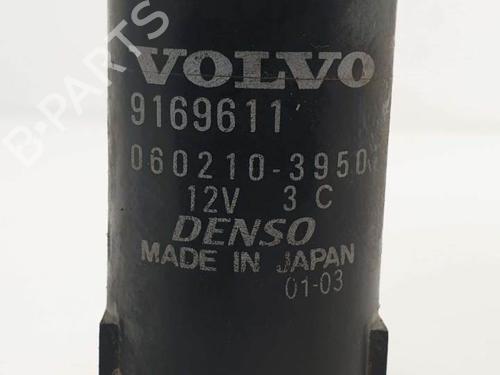 B-PARTS
VOLVO
9169611
060210-3950
12V 3 C
DENSO
MADE IN JAPAN
01-03